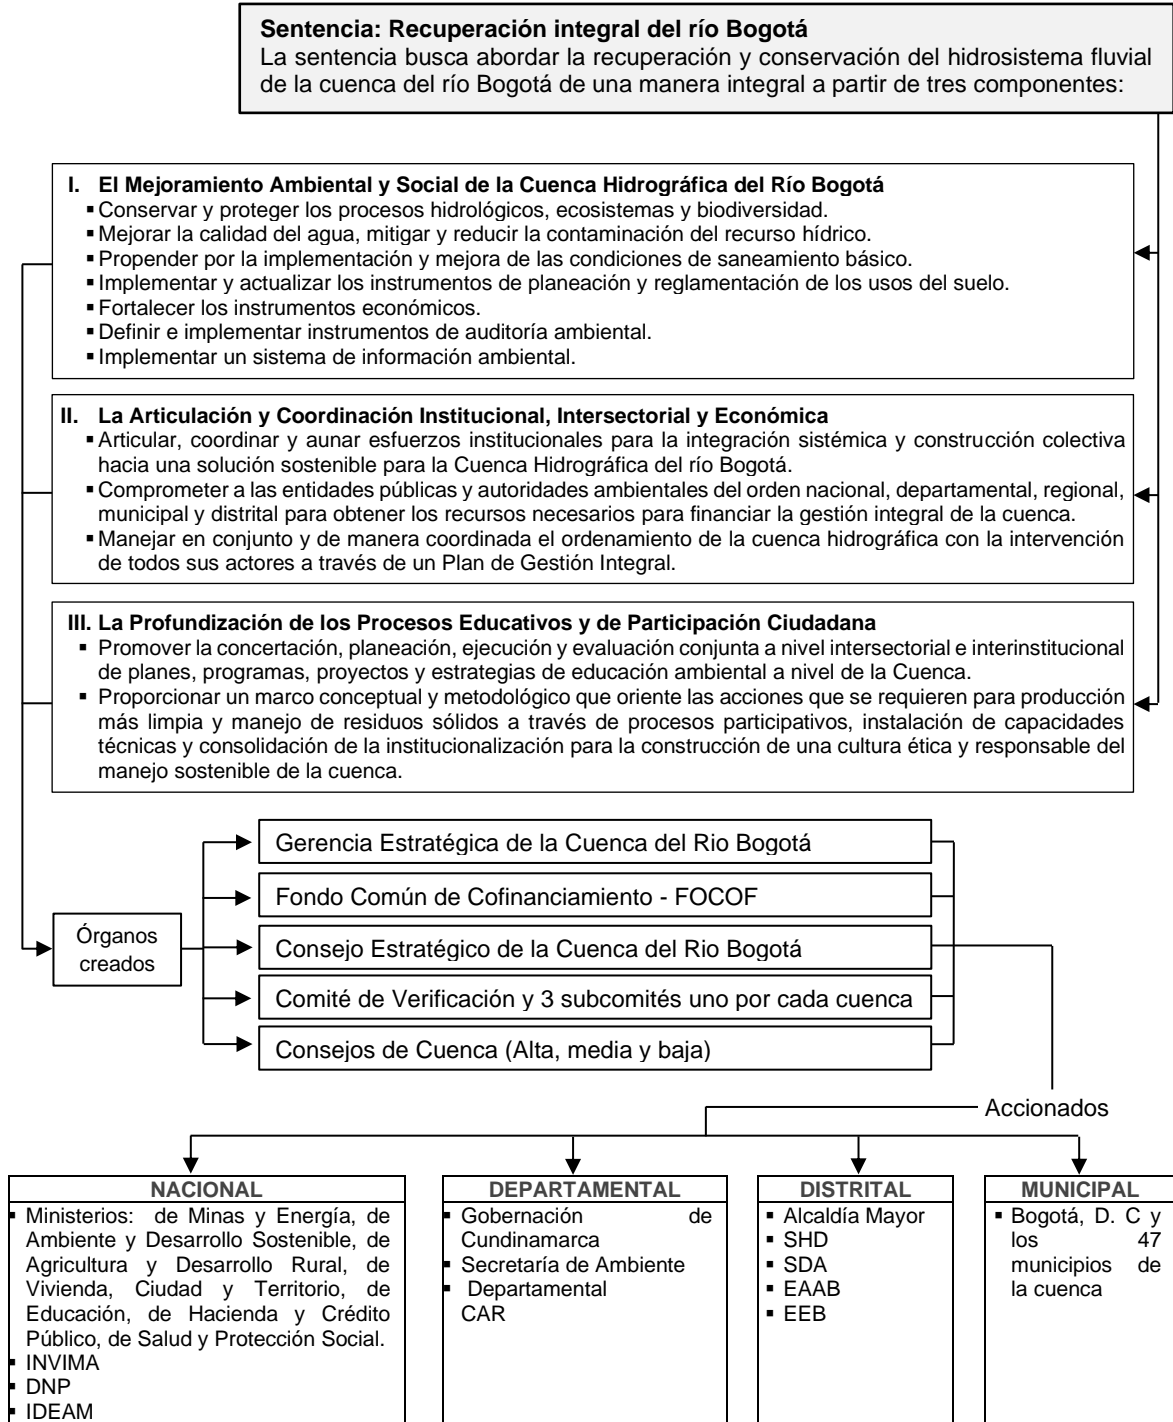 Sentencia: Recuperación integral del río Bogotá
La sentencia busca abordar la recuperación y conservación del hidrosistema fluvial
de la cuenca del río Bogotá de una manera integral a partir de tres componentes:
I. El Mejoramiento Ambiental y Social de la Cuenca Hidrográfica del Río Bogotá
▪ Conservar y proteger los procesos hidrológicos, ecosistemas y biodiversidad.
▪ Mejorar la calidad del agua, mitigar y reducir la contaminación del recurso hídrico.
▪ Propender por la implementación y mejora de las condiciones de saneamiento básico.
▪ Implementar y actualizar los instrumentos de planeación y reglamentación de los usos del suelo.
▪ Fortalecer los instrumentos económicos.
▪ Definir e implementar instrumentos de auditoría ambiental.
▪ Implementar un sistema de información ambiental.
II. La Articulación y Coordinación Institucional, Intersectorial y Económica
▪ Articular, coordinar y aunar esfuerzos institucionales para la integración sistémica y construcción colectiva
hacia una solución sostenible para la Cuenca Hidrográfica del río Bogotá.
▪ Comprometer a las entidades públicas y autoridades ambientales del orden nacional, departamental, regional,
municipal y distrital para obtener los recursos necesarios para financiar la gestión integral de la cuenca.
▪ Manejar en conjunto y de manera coordinada el ordenamiento de la cuenca hidrográfica con la intervención
de todos sus actores a través de un Plan de Gestión Integral.
III. La Profundización de los Procesos Educativos y de Participación Ciudadana
▪ Promover la concertación, planeación, ejecución y evaluación conjunta a nivel intersectorial e interinstitucional
de planes, programas, proyectos y estrategias de educación ambiental a nivel de la Cuenca.
▪ Proporcionar un marco conceptual y metodológico que oriente las acciones que se requieren para producción
más limpia y manejo de residuos sólidos a través de procesos participativos, instalación de capacidades
técnicas y consolidación de la institucionalización para la construcción de una cultura ética y responsable del
manejo sostenible de la cuenca.
Órganos
creados
Gerencia Estratégica de la Cuenca del Rio Bogotá
Fondo Común de Cofinanciamiento - FOCOF
Consejo Estratégico de la Cuenca del Rio Bogotá
Comité de Verificación y 3 subcomités uno por cada cuenca
Consejos de Cuenca (Alta, media y baja)
Accionados
NACIONAL
▪ Ministerios: de Minas y Energía, de
Ambiente y Desarrollo Sostenible, de
Agricultura y Desarrollo Rural, de
Vivienda, Ciudad y Territorio, de
Educación, de Hacienda y Crédito
Público, de Salud y Protección Social.
▪ INVIMA
▪ DNP
▪ IDEAM
DEPARTAMENTAL
▪ Gobernación de
Cundinamarca
▪ Secretaría de Ambiente
▪ Departamental
CAR
DISTRITAL
▪ Alcaldía Mayor
▪ SHD
▪ SDA
▪ EAAB
▪ EEB
MUNICIPAL
▪ Bogotá, D. C y
los 47
municipios de
la cuenca